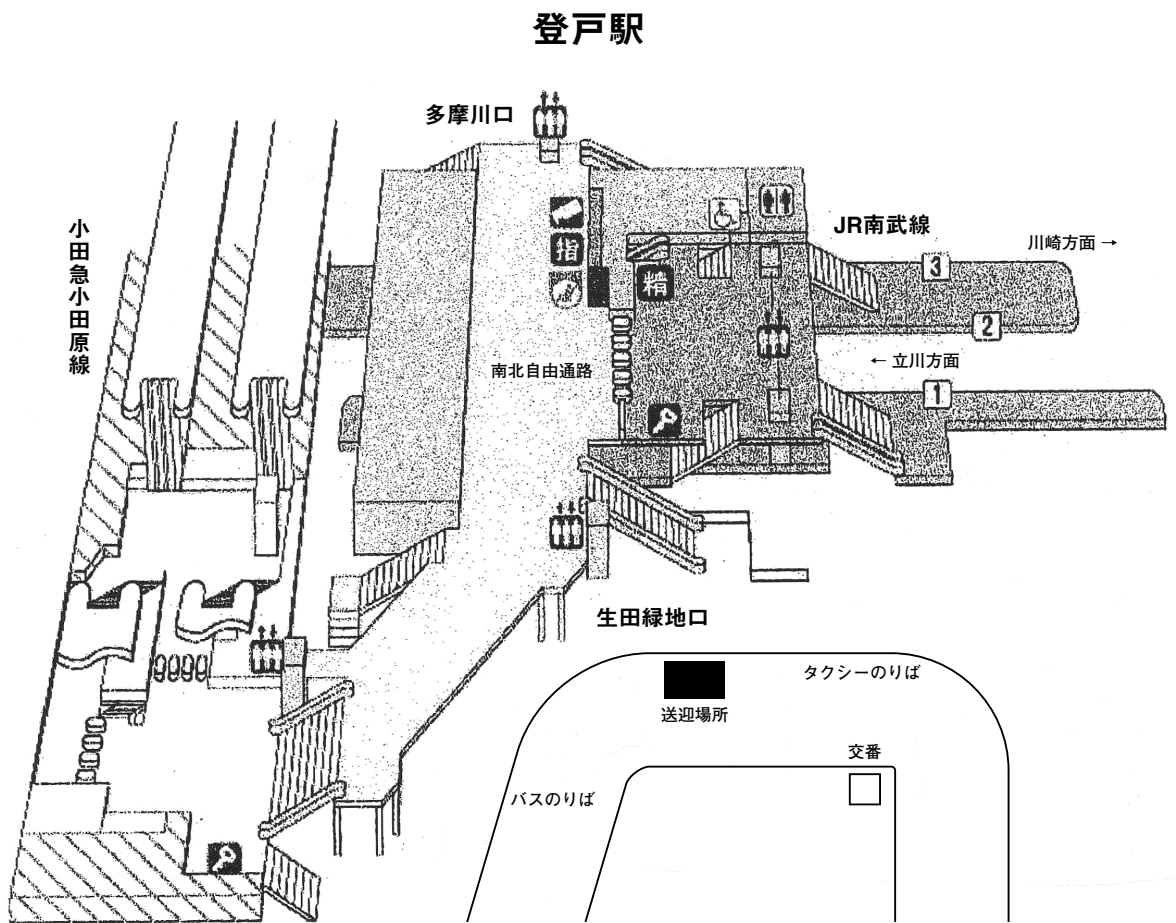 登戸駅
多摩川口
小田急小田原線
JR南武線
川崎方面 →
指
精
3
2
← 立川方面
南北自由通路
1
生田緑地口
タクシーのりば
送迎場所
交番
バスのりば